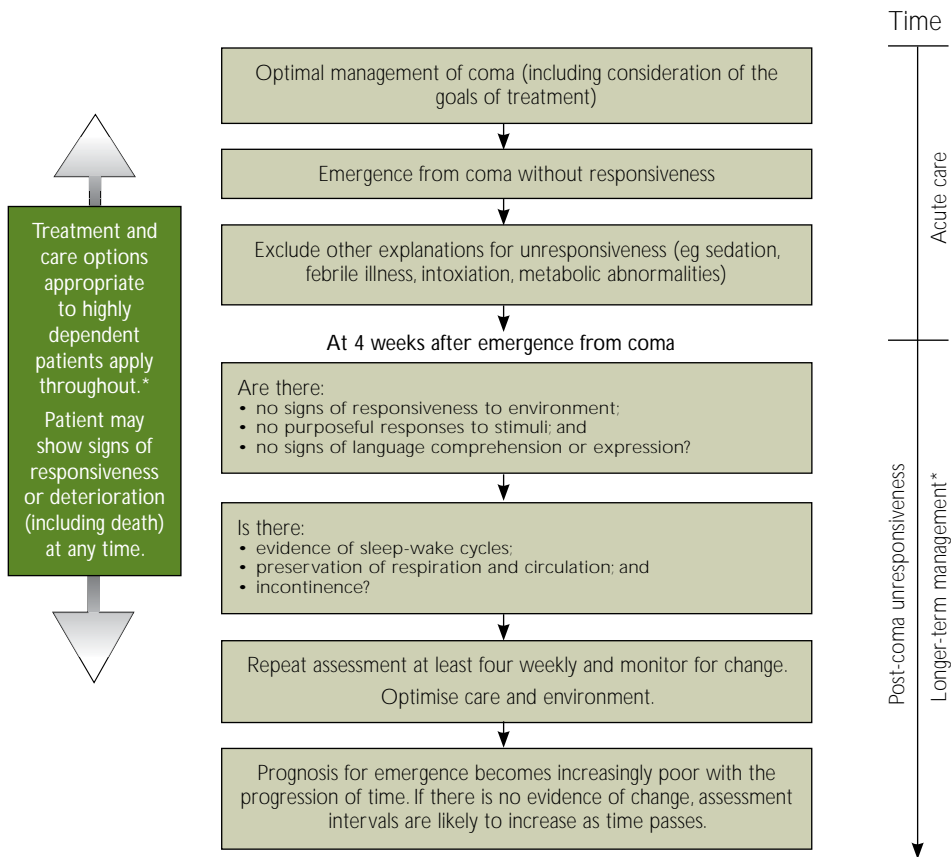 Time
Optimal management of coma (including consideration of the
goals of treatment)
Emergence from coma without responsiveness
Exclude other explanations for unresponsiveness (eg sedation,
febrile illness, intoxiation, metabolic abnormalities)
At 4 weeks after emergence from coma
Are there:
• no signs of responsiveness to environment;
• no purposeful responses to stimuli; and
• no signs of language comprehension or expression?
Is there:
• evidence of sleep-wake cycles;
• preservation of respiration and circulation; and
• incontinence?
Repeat assessment at least four weekly and monitor for change.
Optimise care and environment.
Prognosis for emergence becomes increasingly poor with the
progression of time. If there is no evidence of change, assessment
intervals are likely to increase as time passes.
Treatment and
care options
appropriate
to highly
dependent
patients apply
throughout.*
Patient may
show signs of
responsiveness
or deterioration
(including death)
at any time.
Acute care
Post-coma unresponsiveness
Longer-term management*